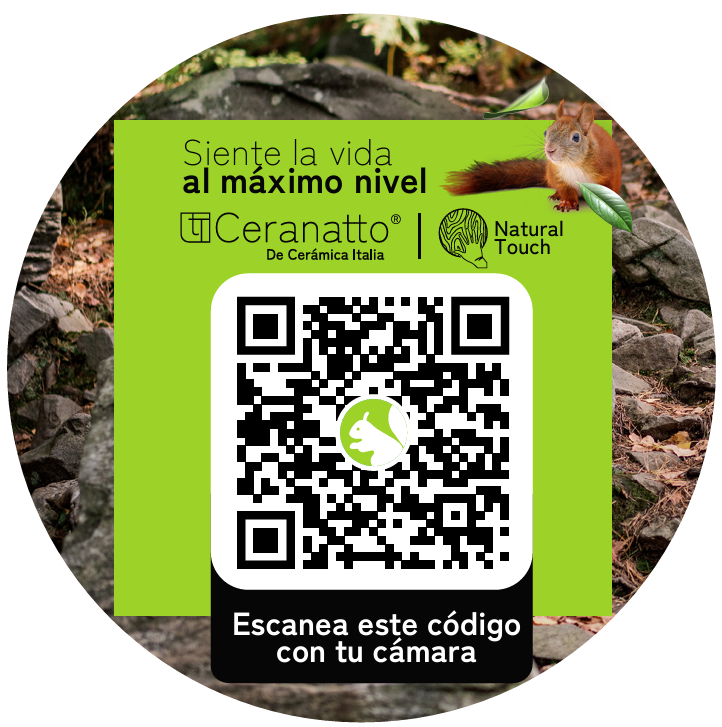 Siente la vida
al máximo nivel
Ceranatto®
De Cerámica Italia
Natural
Touch
Escanea este código
con tu cámara